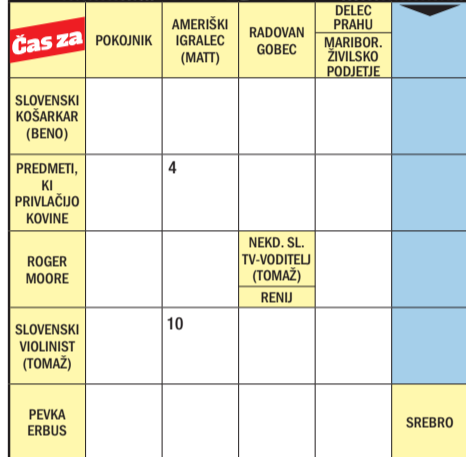 Čas za
POKOJNIK
AMERIŠKI
IGRALEC
(MATT)
RADOVAN
GOBEC
DELEC
PRAHU
MARIBOR.
ŽIVILSKO
PODJETJE
SLOVENSKI
KOŠARKAR
(BENO)
PREDMETI,
KI
PRIVLAČIJO
KOVINE
4
ROGER
MOORE
NEKD. SL.
TV-VODITELJ
(TOMAŽ)
RENIJ
SLOVENSKI
VIOLINIST
(TOMAŽ)
10
PEVKA
ERBUS
SREBRO